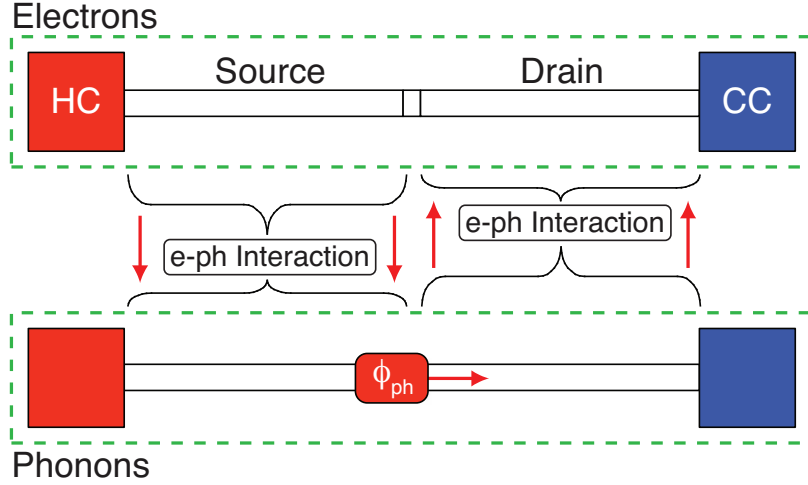 Electrons
Source
Drain
HC
CC
e-ph Interaction
e-ph Interaction
ϕph
Phonons